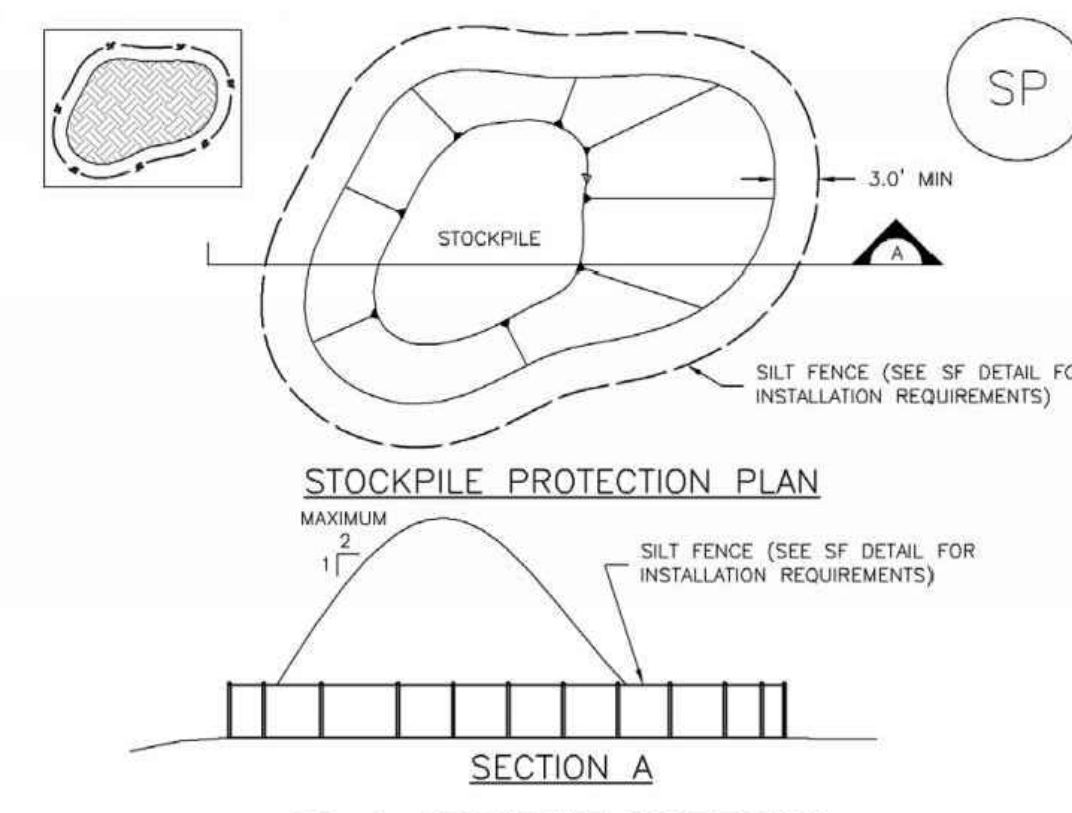 SP
3.0' MIN
STOCKPILE
A
SILT FENCE (SEE SF DETAIL
INSTALLATION REQUIREMENTS)
STOCKPILE PROTECTION PLAN
MAXIMUM
2
1
SILT FENCE (SEE SF DETAIL FOR
INSTALLATION REQUIREMENTS)
SECTION A